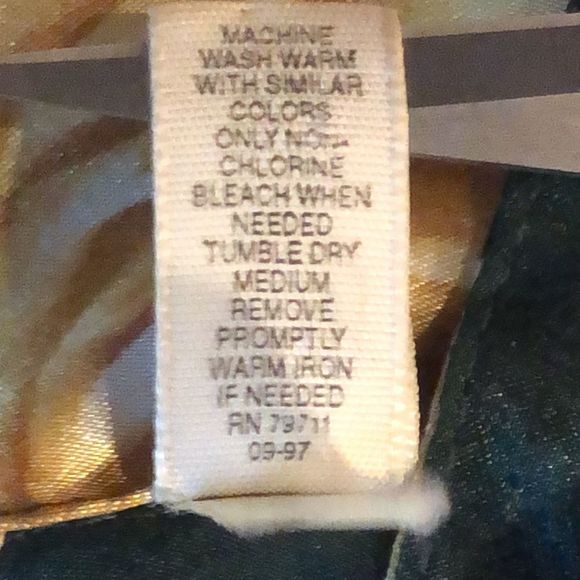 MACHINE
WASH WARM
WITH SIMILAR
COLORS
ONLY NON-
CHLORINE
BLEACH WHEN
NEEDED
TUMBLE DRY
MEDIUM
REMOVE
PROMPTLY
WARM IRON
IF NEEDED
RN 79711
09-97